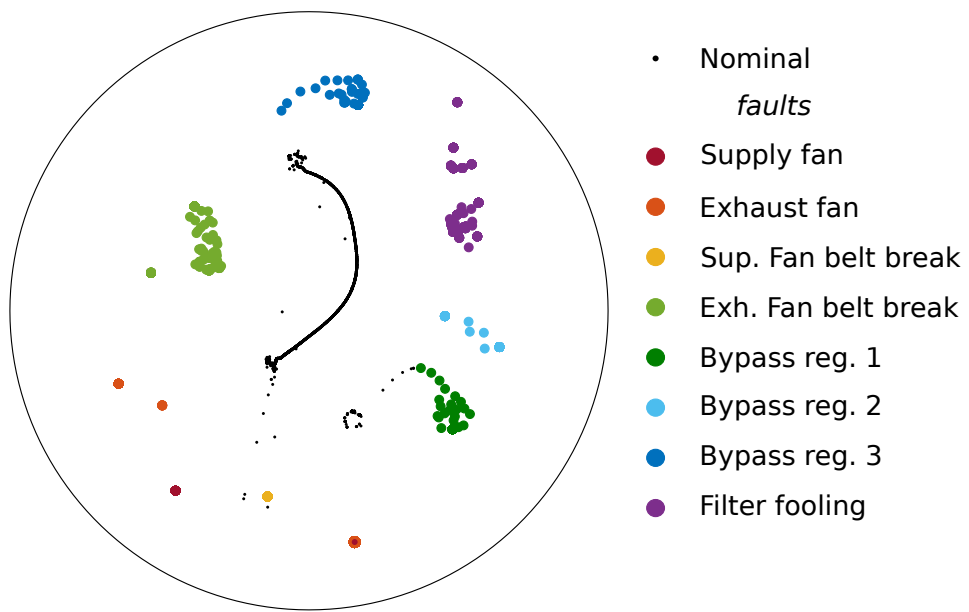 Nominal
faults
Supply fan
Exhaust fan
Sup. Fan belt break
Exh. Fan belt break
Bypass reg. 1
Bypass reg. 2
Bypass reg. 3
Filter fooling